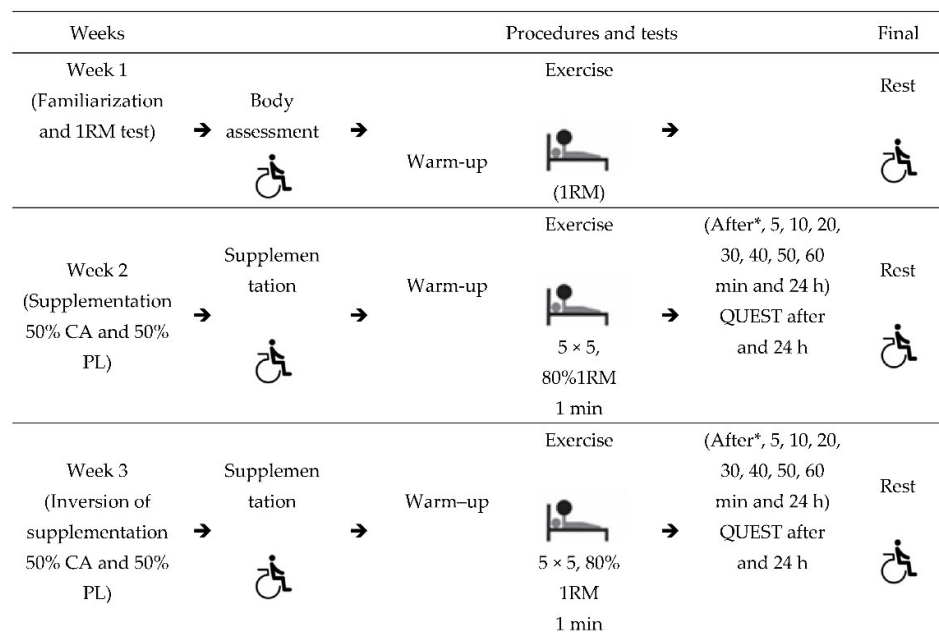 Weeks Procedures and tests Final
Week 1
(Familiarization
and 1RM test)
Body
assessment
Warm-up
Exercise
(1RM)
Rest
Week 2
(Supplementation
50% CA and 50%
PL)
Supplemen
tation
Warm-up
Exercise
5 × 5,
80%1RM
1 min
(After*, 5, 10, 20,
30, 40, 50, 60
min and 24 h)
QUEST after
and 24 h
Rest
Week 3
(Inversion of
supplementation
50% CA and 50%
PL)
Supplemen
tation
Warm–up
Exercise
5 × 5, 80%
1RM
1 min
(After*, 5, 10, 20,
30, 40, 50, 60
min and 24 h)
QUEST after
and 24 h
Rest